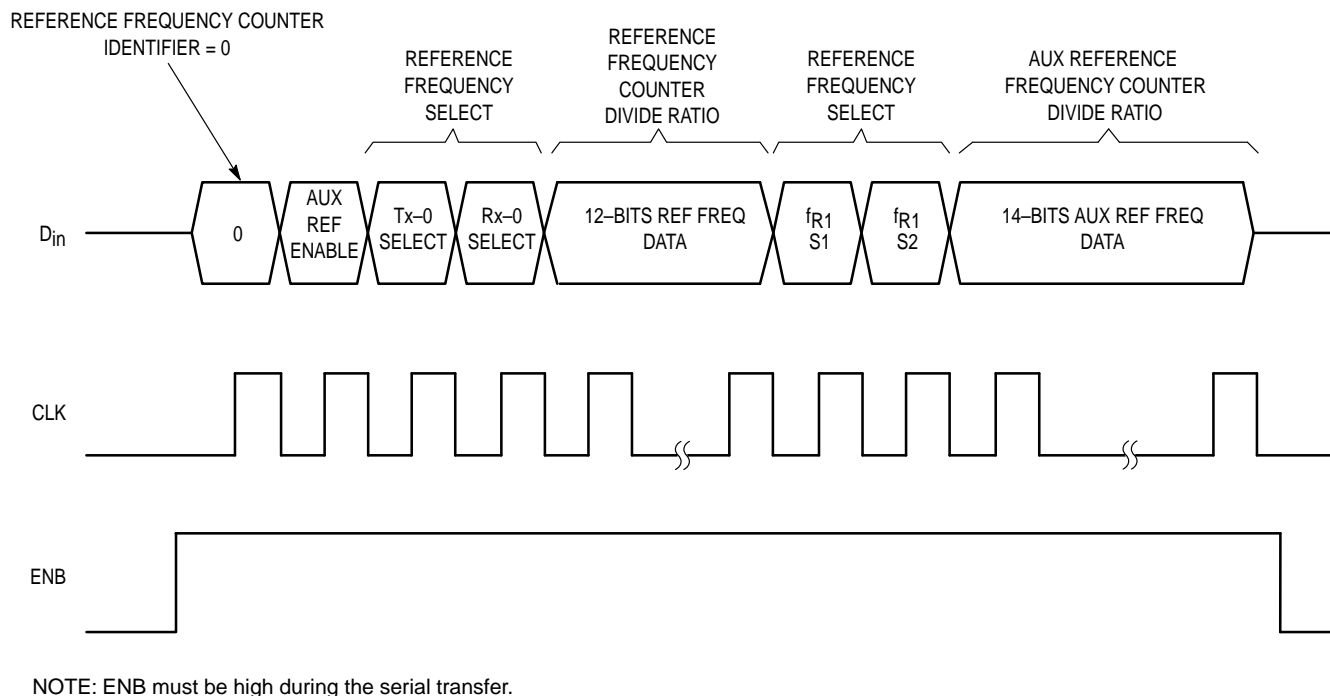 REFERENCE FREQUENCY COUNTER
IDENTIFIER = 0
REFERENCE
FREQUENCY
SELECT
REFERENCE
FREQUENCY
COUNTER
DIVIDE RATIO
REFERENCE
FREQUENCY
SELECT
AUX REFERENCE
FREQUENCY COUNTER
DIVIDE RATIO
Din
0
AUX
REF
ENABLE
Tx–0
SELECT
Rx–0
SELECT
12–BITS REF FREQ
DATA
fR1
S1
fR1
S2
14–BITS AUX REF FREQ
DATA
CLK
ENB
NOTE: ENB must be high during the serial transfer.